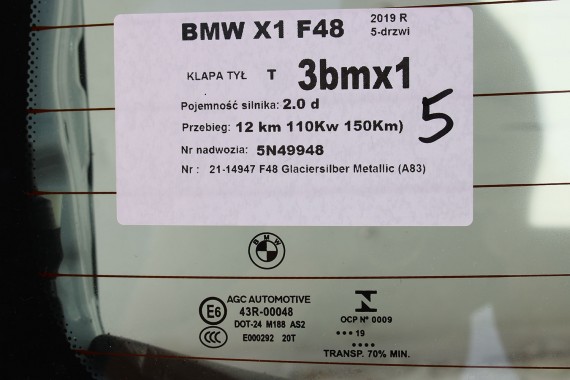 BMW X1 F48 2019 R
5-drzwi
KLAPA TYŁ T 3bmx1
Pojemność silnika: 2.0 d
5
Przebieg: 12 km 110Kw 150Km)
Nr nadwozia: 5N49948
Nr : 21-14947 F48 Glaciersilber Metallic (A83)
BMW
E6 AGC AUTOMOTIVE
43R-00048
DOT-24 M188 AS2
CCC E000292 20T
OCP Nº 0009
•••19
••••
TRANSP. 70% MIN.